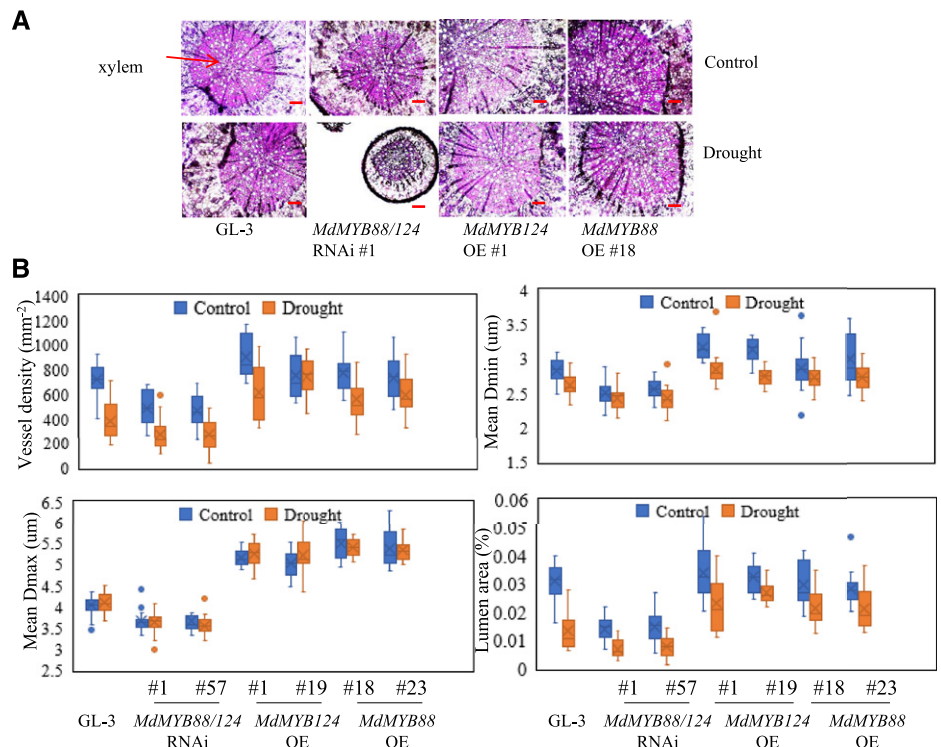 A
xylem
Control
Drought
GL-3
MdMYB88/124
RNAi #1
MdMYB124
OE #1
MdMYB88
OE #18
B
Vessel density (mm-2)
1400
1200
1000
800
600
400
200
0
Control Drought
Mean Dmin (um)
4
3.5
3
2.5
2
1.5
Control Drought
Mean Dmax (um)
6.5
6
5.5
5
4.5
4
3.5
3
2.5
Control Drought
Lumen area (%)
0.06
0.05
0.04
0.03
0.02
0.01
0
Control Drought
#1 #57 #1 #19 #18 #23
GL-3 MdMYB88/124 MdMYB124 MdMYB88
RNAi OE OE
#1 #57 #1 #19 #18 #23
GL-3 MdMYB88/124 MdMYB124 MdMYB88
RNAi OE OE